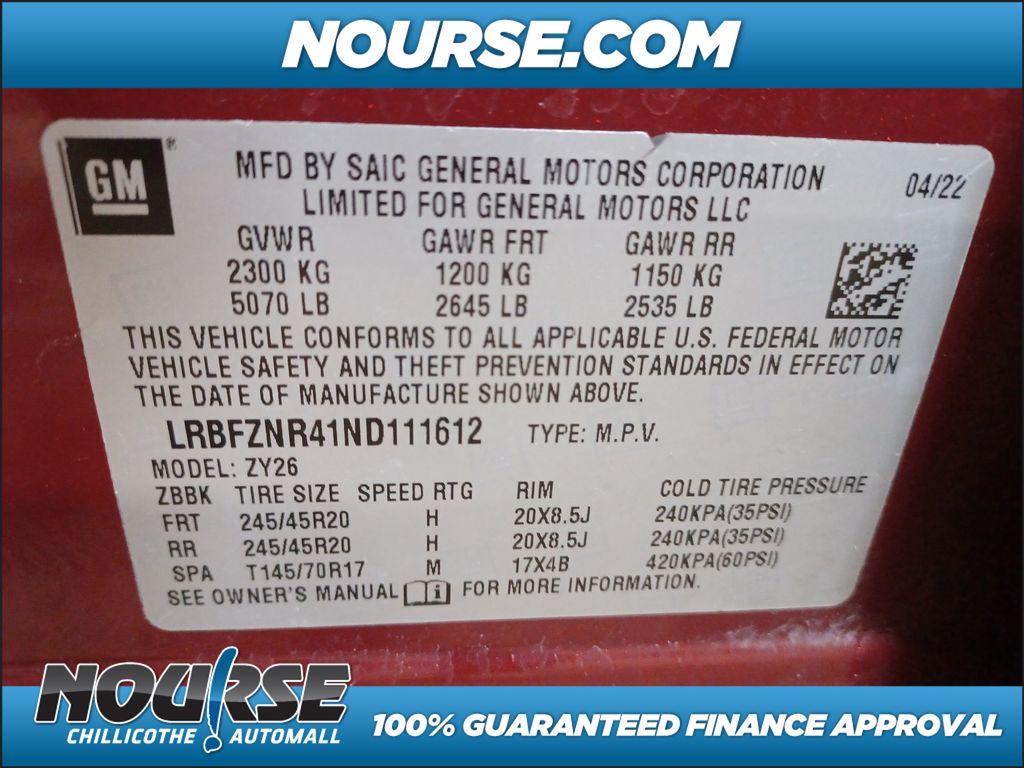 NOURSE.COM
GM ®
MFD BY SAIC GENERAL MOTORS CORPORATION
LIMITED FOR GENERAL MOTORS LLC
04/22
GVWR GAWR FRT GAWR RR
2300 KG 1200 KG 1150 KG
5070 LB 2645 LB 2535 LB
THIS VEHICLE CONFORMS TO ALL APPLICABLE U.S. FEDERAL MOTOR
VEHICLE SAFETY AND THEFT PREVENTION STANDARDS IN EFFECT ON
THE DATE OF MANUFACTURE SHOWN ABOVE.
LRBFZNR41ND111612 TYPE: M.P.V.
MODEL: ZY26
ZBBK TIRE SIZE SPEED RTG RIM COLD TIRE PRESSURE
FRT 245/45R20 H 20X8.5J 240KPA(35PSI)
RR 245/45R20 H 20X8.5J 240KPA(35PSI)
SPA T145/70R17 M 17X4B 420KPA(60PSI)
SEE OWNER'S MANUAL i FOR MORE INFORMATION.
NOURSE
CHILLICOTHE AUTOMALL
100% GUARANTEED FINANCE APPROVAL